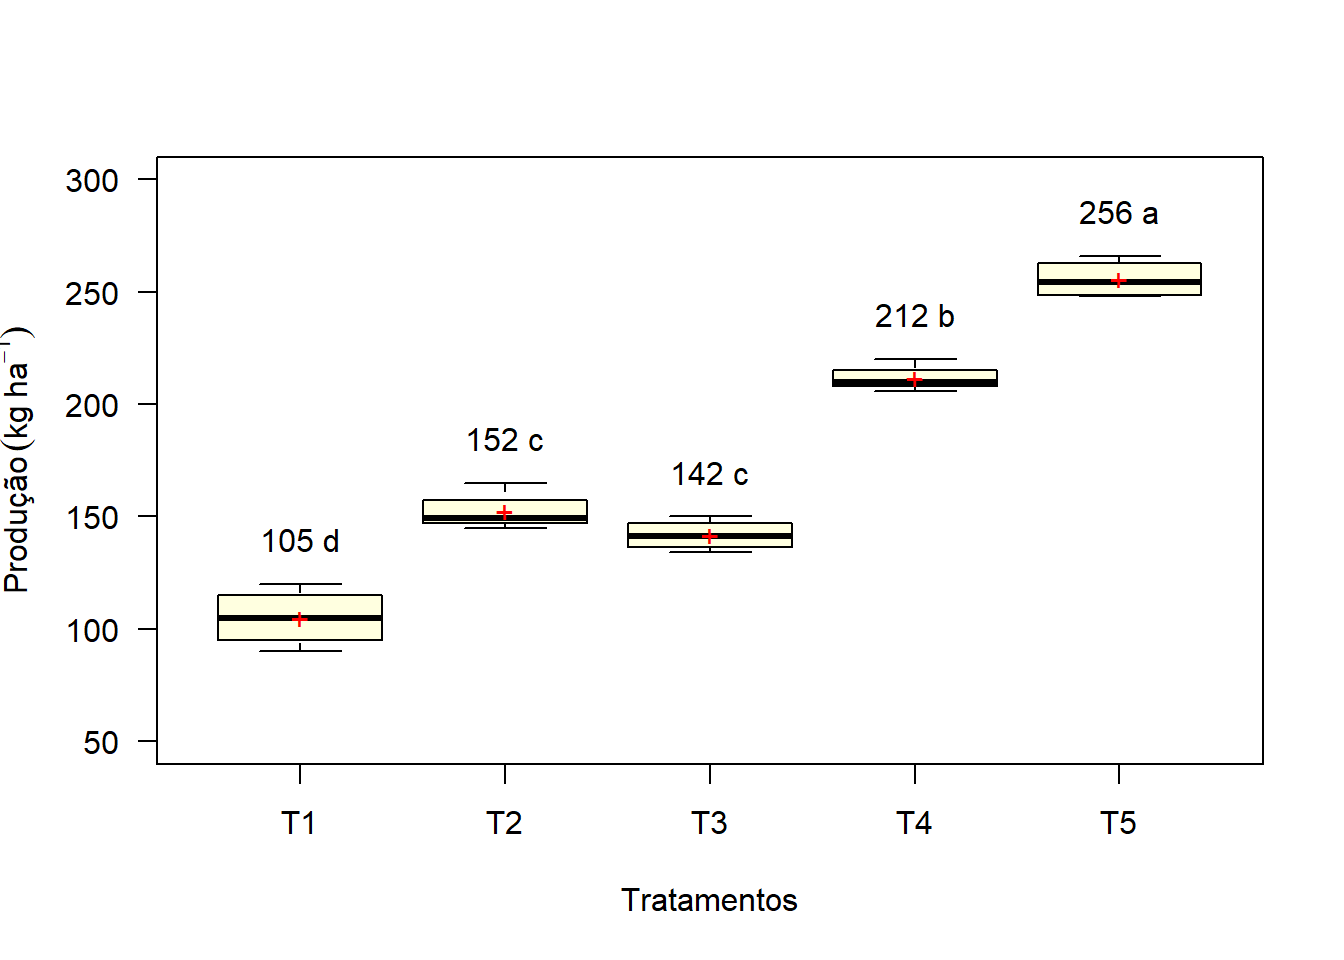 Produção (kg ha⁻¹)
300
250
200
150
100
50
105 d
152 c
142 c
212 b
256 a
T1 T2 T3 T4 T5
Tratamentos